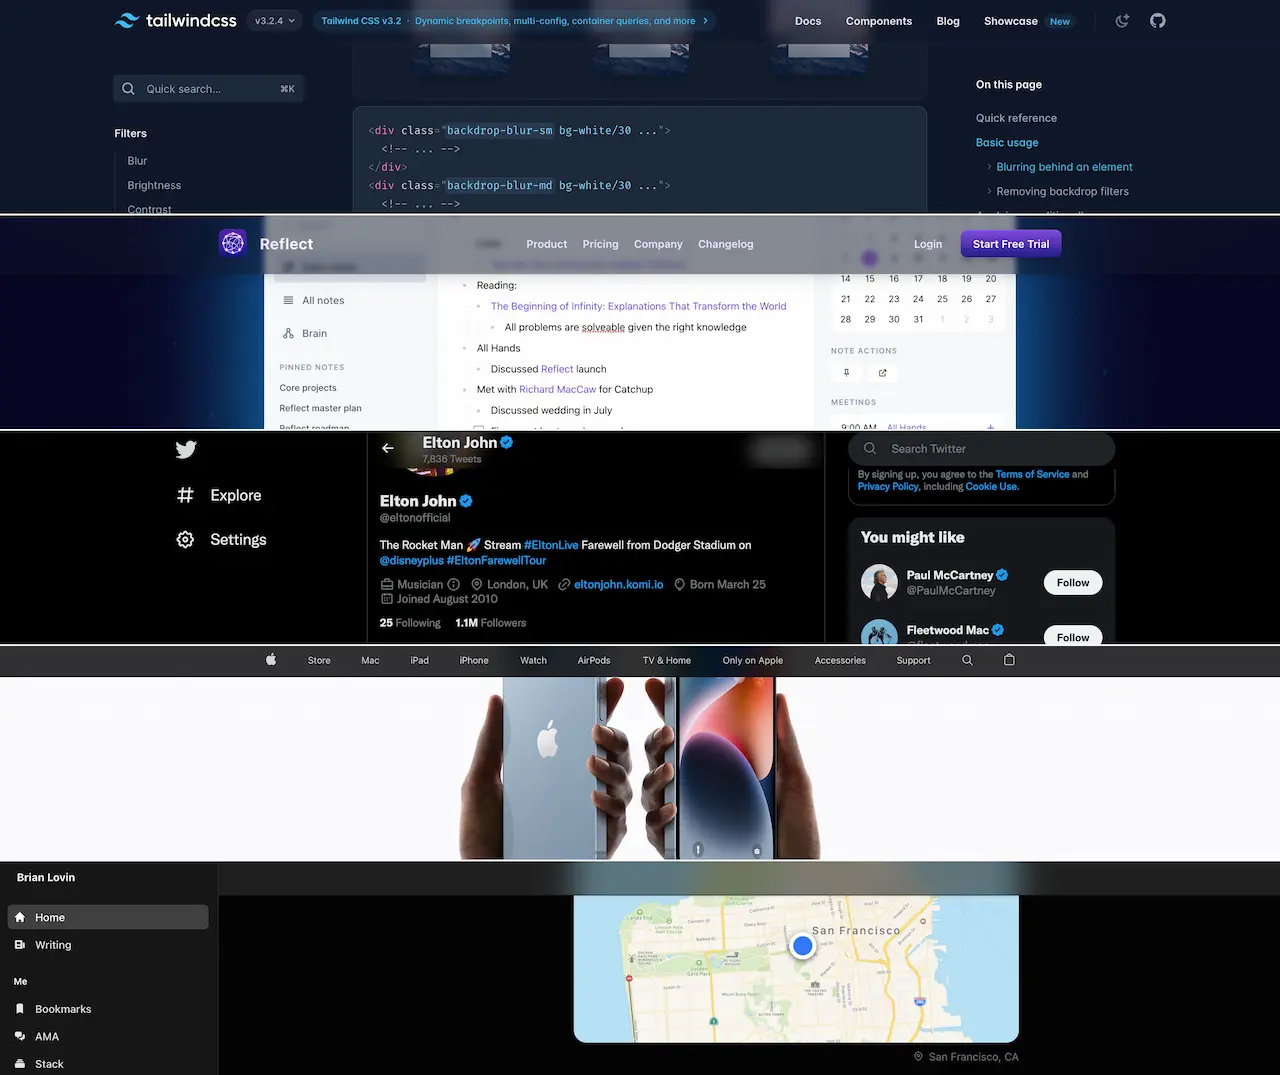 tailwindcss v3.2.4 Tailwind CSS v3.2 · Dynamic breakpoints, multi-config, container queries, and more Docs Components Blog Showcase New
Quick search... ⌘K
Filters
Blur
Brightness
Contrast
<div class="backdrop-blur-sm bg-white/30 ...">
<!-- ... -->
</div>
<div class="backdrop-blur-md bg-white/30 ...">
<!-- ... -->
On this page
Quick reference
Basic usage
Blurring behind an element
Removing backdrop filters
Reflect Product Pricing Company Changelog Login Start Free Trial
All notes
Brain
PINNED NOTES
Core projects
Reflect master plan
Reflect roadmap
Reading:
The Beginning of Infinity: Explanations That Transform the World
All problems are solveable given the right knowledge
All Hands
Discussed Reflect launch
Met with Richard MacCaw for Catchup
Discussed wedding in July
14 15 16 17 18 19 20
21 22 23 24 25 26 27
28 29 30 31 1 2 3
NOTE ACTIONS
MEETINGS
9:00 AM All Hands
Explore
Settings
Elton John
7,836 Tweets
Elton John
@eltonofficial
The Rocket Man 🚀 Stream #EltonLive Farewell from Dodger Stadium on
@disneyplus #EltonFarewellTour
Musician London, UK eltonjohn.komi.io Born March 25
Joined August 2010
25 Following 1.1M Followers
Search Twitter
By signing up, you agree to the Terms of Service and
Privacy Policy, including Cookie Use.
You might like
Paul McCartney
@PaulMcCartney
Follow
Fleetwood Mac
Follow
Store Mac iPad iPhone Watch AirPods TV & Home Only on Apple Accessories Support
Brian Lovin
Home
Writing
Me
Bookmarks
AMA
Stack
San Francisco
San Francisco, CA